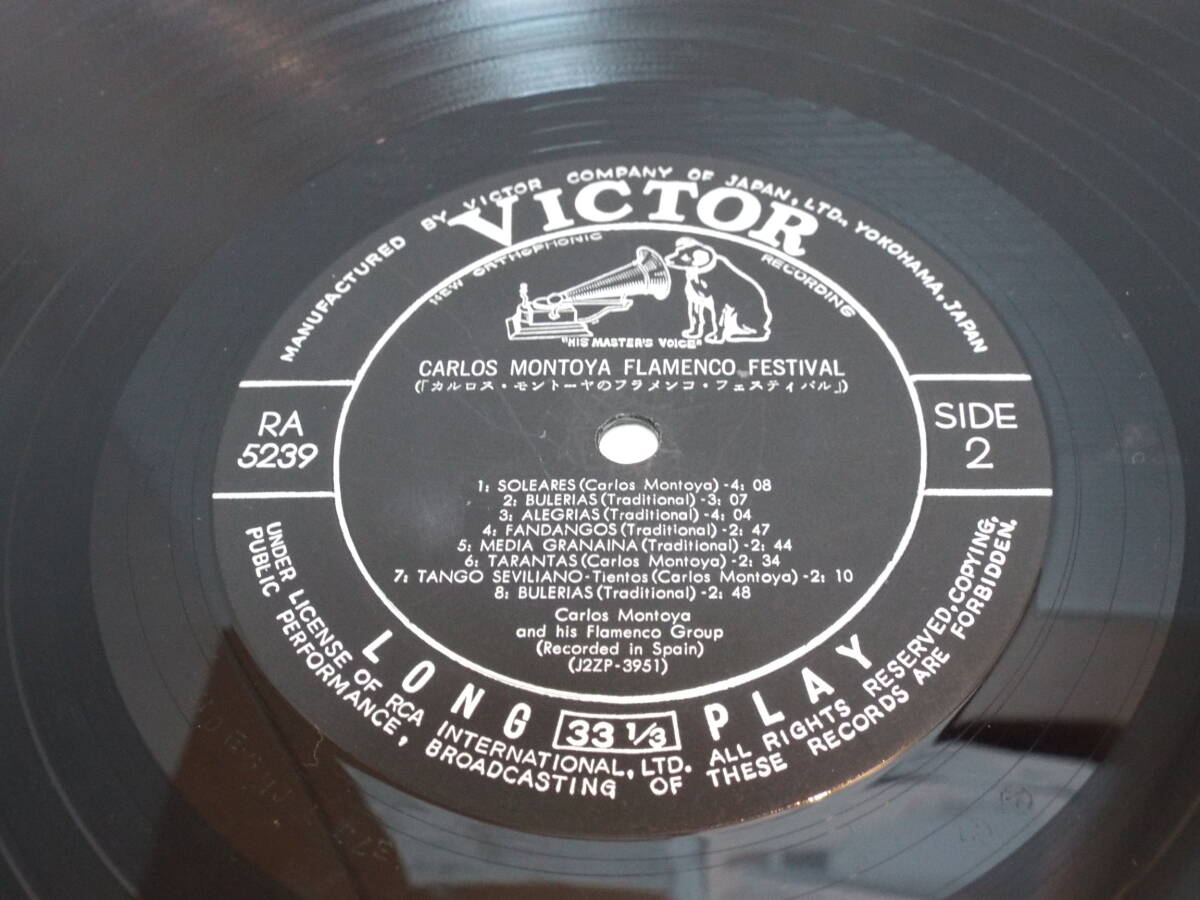 MANUFACTURED BY VICTOR COMPANY OF JAPAN, LTD., YOKOHAMA, JAPAN
VICTOR
NEW ORTHOPHONIC RECORDING
"HIS MASTER'S VOICE"
CARLOS MONTOYA FLAMENCO FESTIVAL
(「カルロス・モントーヤのフラメンコ・フェスティバル」)
RA
5239
SIDE
2
1: SOLEARES (Carlos Montoya) -4: 08
2: BULERIAS (Traditional) -3: 07
3: ALEGRIAS (Traditional) -4: 04
4: FANDANGOS (Traditional) -2: 47
5: MEDIA GRANAINA (Traditional) -2: 44
6: TARANTAS (Carlos Montoya) -2: 34
7: TANGO SEVILIANO-Tientos (Carlos Montoya) -2: 10
8: BULERIAS (Traditional) -2: 48
Carlos Montoya
and his Flamenco Group
(Recorded in Spain)
(J2ZP-3951)
LONG 33 1/3 PLAY
UNDER LICENSE OF RCA INTERNATIONAL, LTD. ALL RIGHTS RESERVED, COPYING,
PUBLIC PERFORMANCE, BROADCASTING OF THESE RECORDS ARE FORBIDDEN.